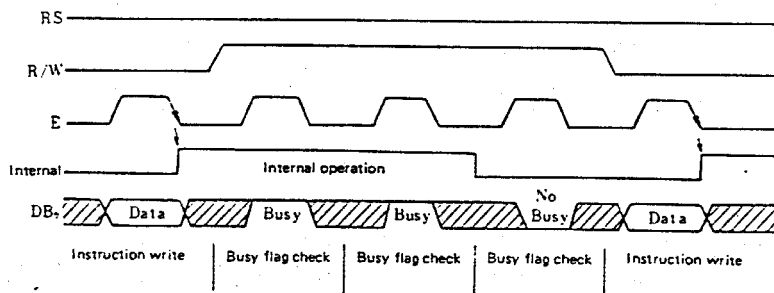 RS
R/W
E
Internal
Internal operation
DB₇
Data
Busy
Busy
No
Busy
Data
Instruction write
Busy flag check
Busy flag check
Busy flag check
Instruction write